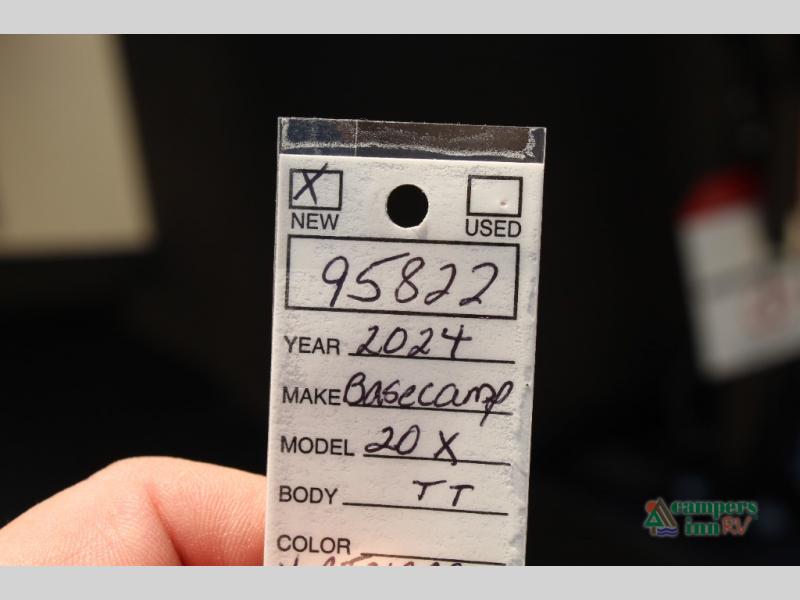 X
NEW USED
95822
YEAR 2024
MAKE Basecamp
MODEL 20 X
BODY TT
COLOR
campers
inn RV